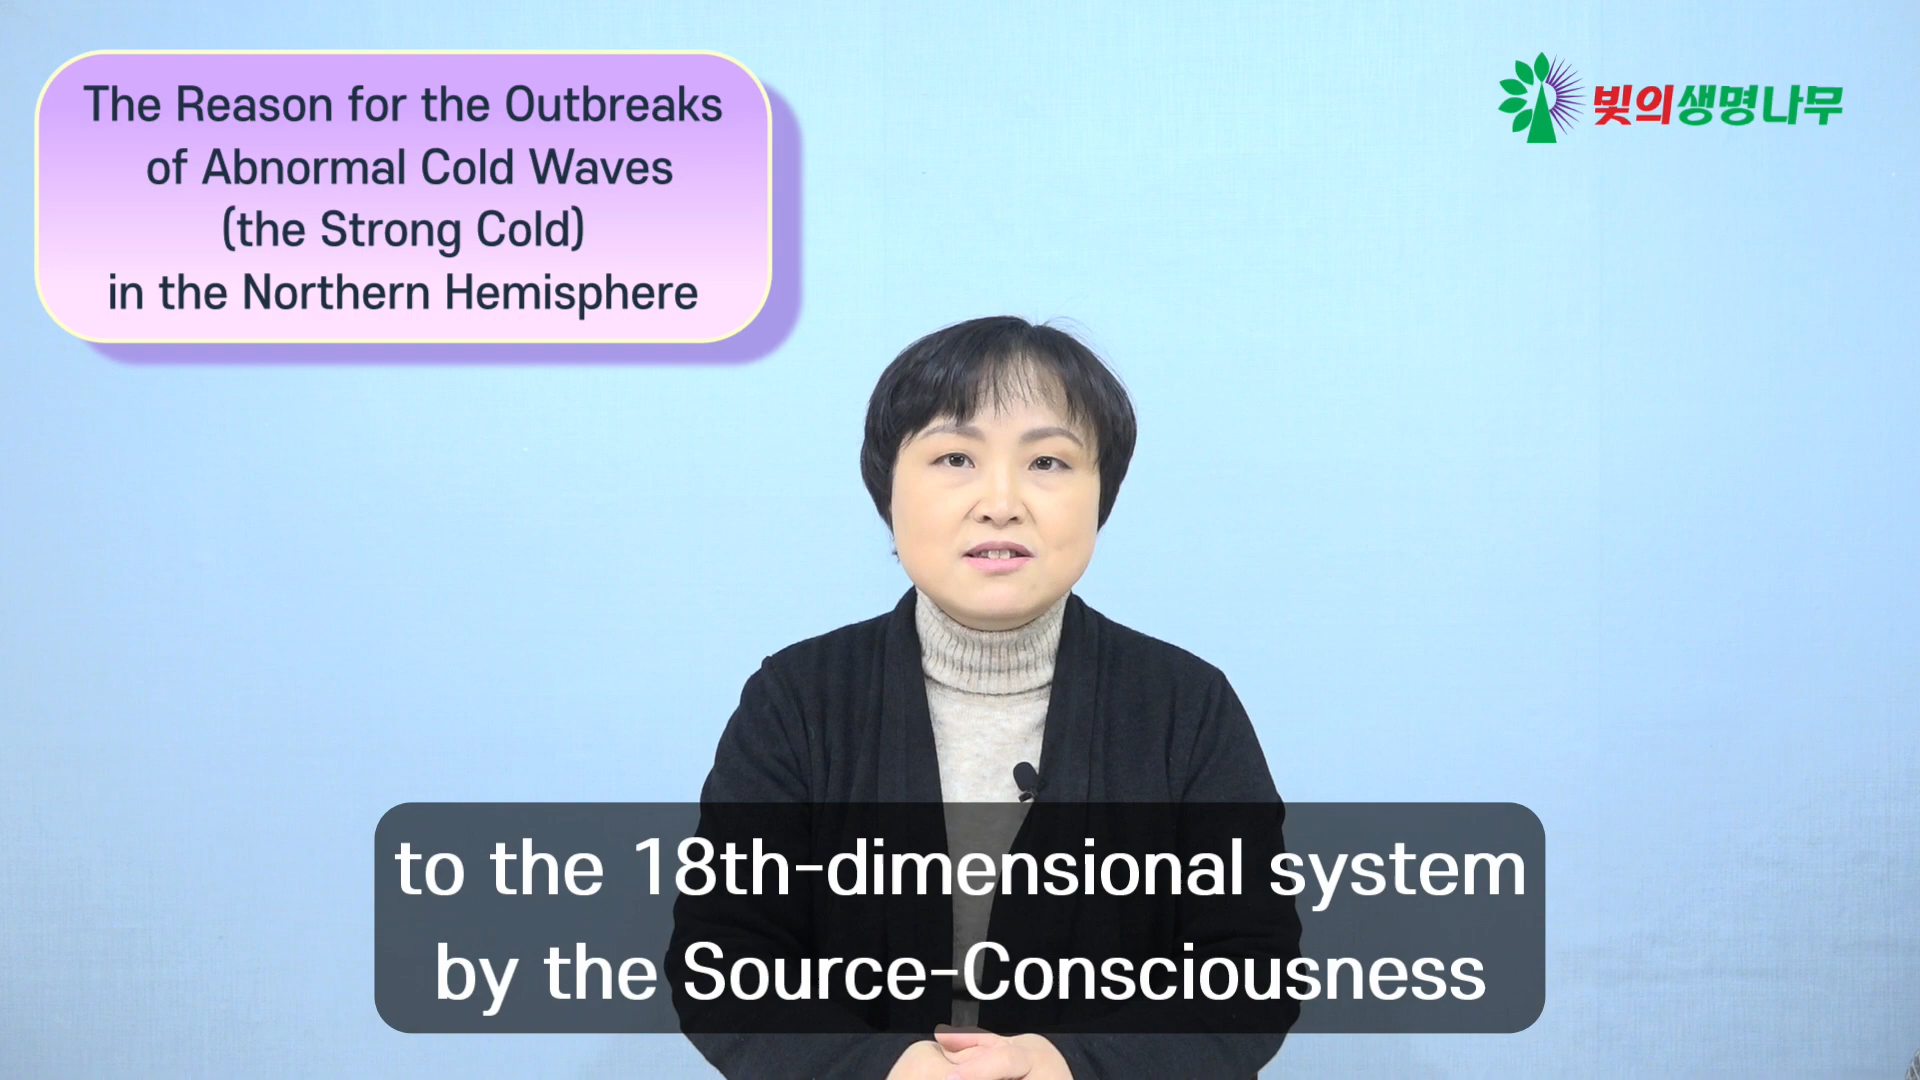 The Reason for the Outbreaks
of Abnormal Cold Waves
(the Strong Cold)
in the Northern Hemisphere
빛의생명나무
to the 18th-dimensional system
by the Source-Consciousness